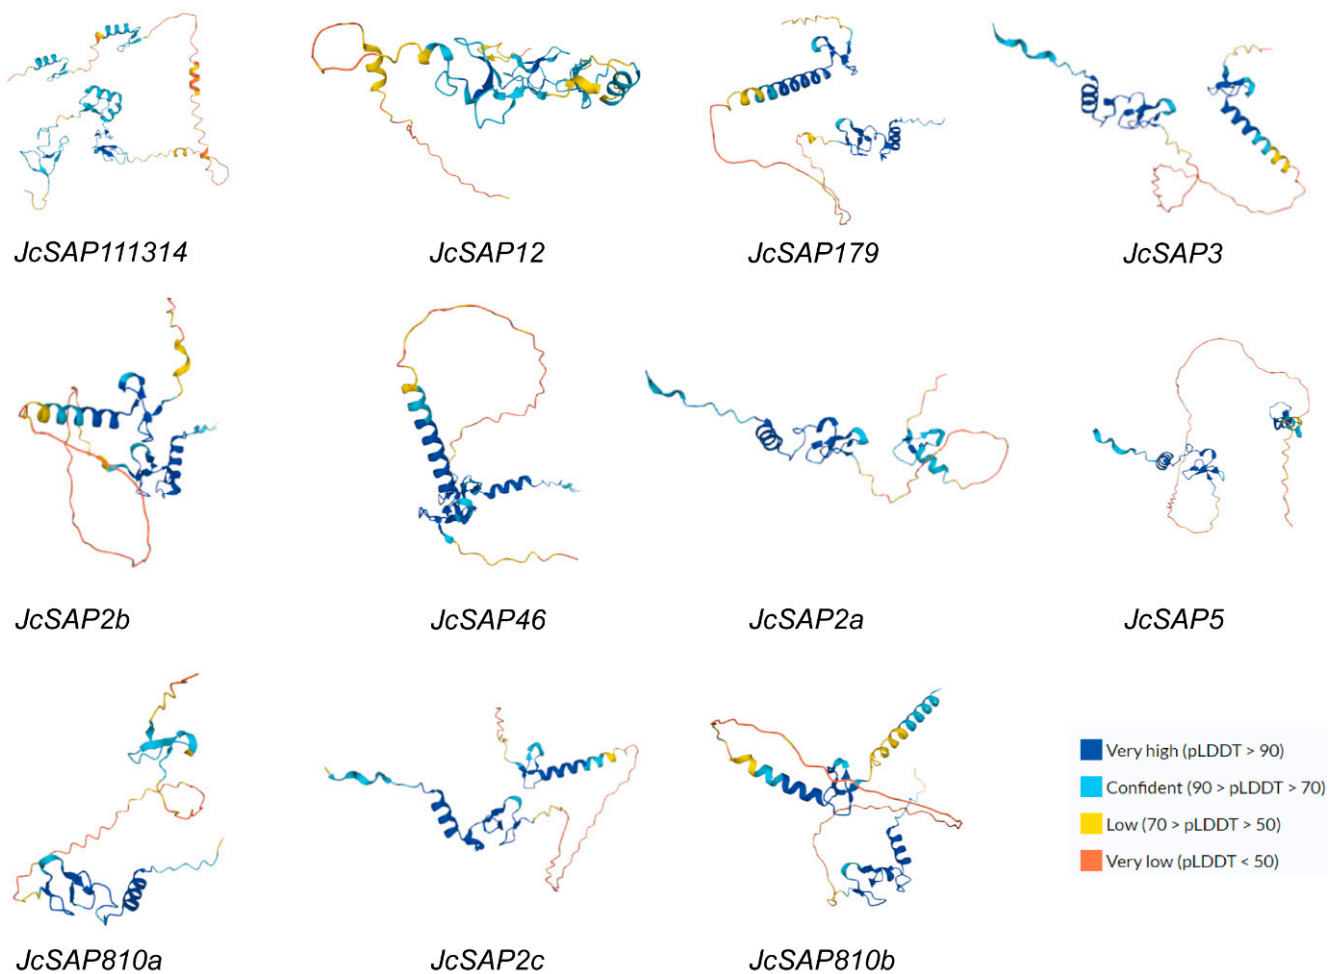 JcSAP111314
JcSAP12
JcSAP179
JcSAP3
JcSAP2b
JcSAP46
JcSAP2a
JcSAP5
JcSAP810a
JcSAP2c
JcSAP810b
Very high (pLDDT > 90)
Confident (90 > pLDDT > 70)
Low (70 > pLDDT > 50)
Very low (pLDDT < 50)